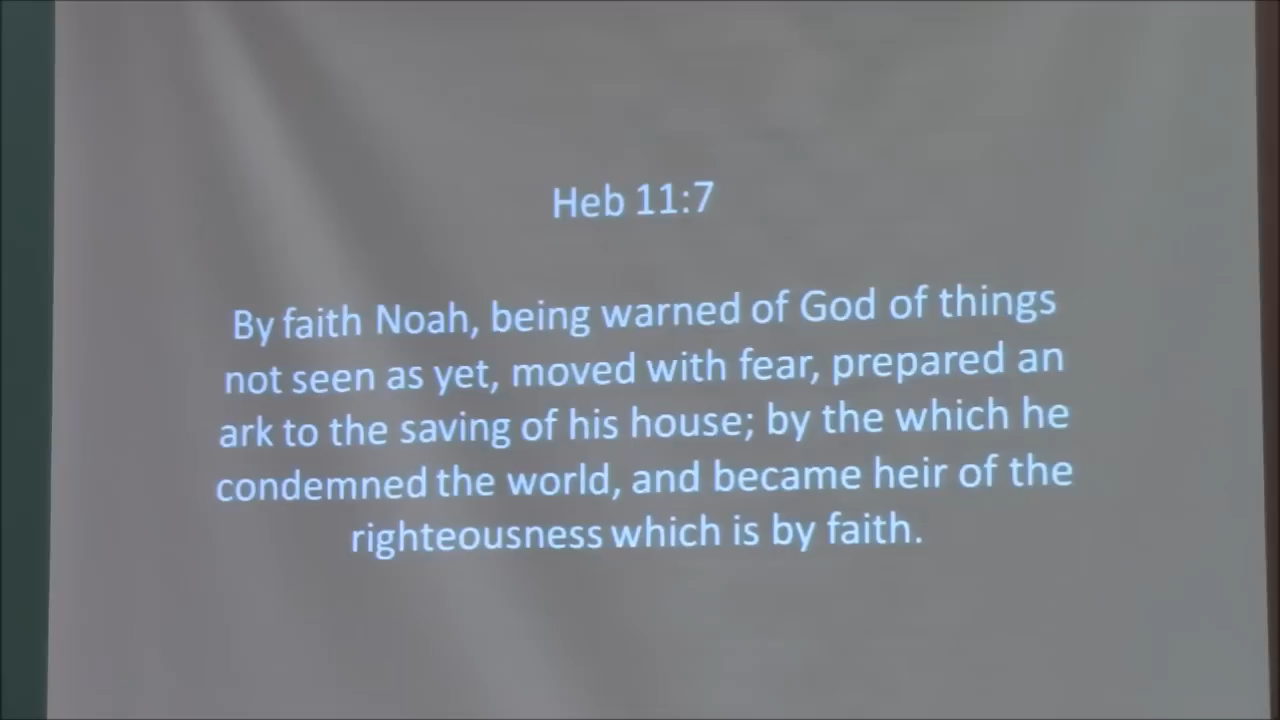 Heb 11:7
By faith Noah, being warned of God of things
not seen as yet, moved with fear, prepared an
ark to the saving of his house; by the which he
condemned the world, and became heir of the
righteousness which is by faith.